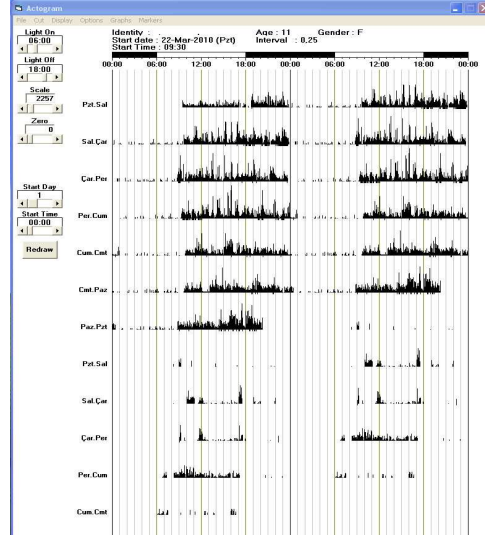 Actogram
File Cut Display Options Graphs Markers
Light On
06:00
Light Off
18:00
Scale
2257
Zero
0
Start Day
1
Start Time
00:00
Redraw
Identity : Age : 11 Gender : F
Start date : 22-Mar-2010 (Pzt) Interval : 0,25
Start Time : 09:30
00:00 06:00 12:00 18:00 00:00 06:00 12:00 18:00 00:00
Pzt.Sal
Sal.Çar
Çar.Per
Per.Cum
Cum.Cmt
Cmt.Paz
Paz.Pzt
Pzt.Sal
Sal.Çar
Çar.Per
Per.Cum
Cum.Cmt